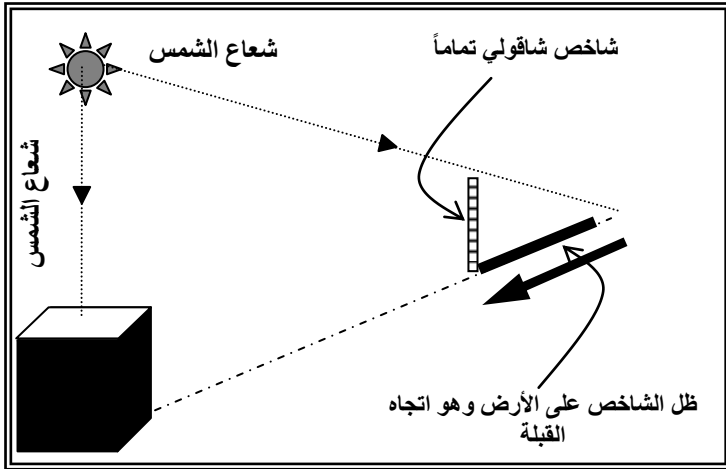 شاخص شاقولي تماماً
شعاع الشمس
شعاع الشمس
ظل الشاخص على الأرض وهو اتجاه
القبلة